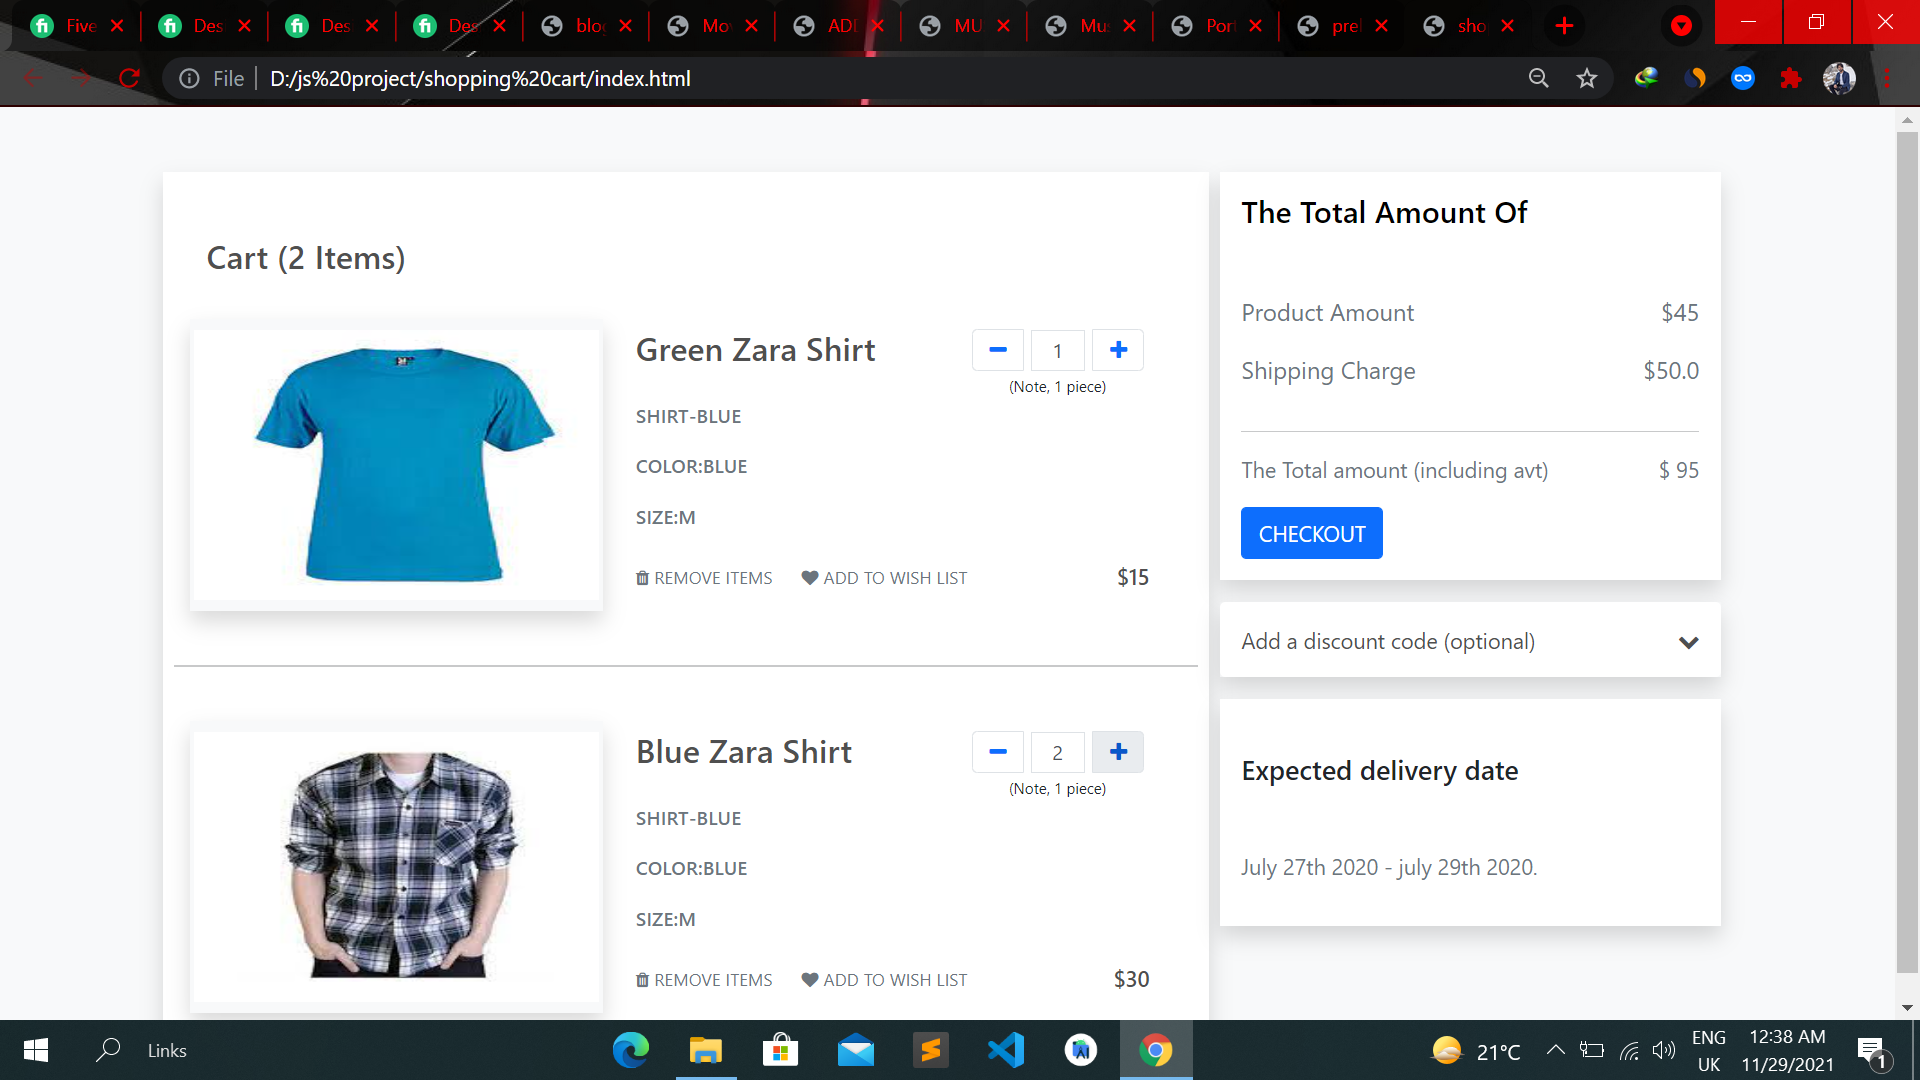 Five Des Des Des blog Mo ADI MU Mu Port prel sho
File D:/js%20project/shopping%20cart/index.html
Cart (2 Items)
Green Zara Shirt
1
(Note, 1 piece)
SHIRT-BLUE
COLOR:BLUE
SIZE:M
REMOVE ITEMS ADD TO WISH LIST $15
Blue Zara Shirt
2
(Note, 1 piece)
SHIRT-BLUE
COLOR:BLUE
SIZE:M
REMOVE ITEMS ADD TO WISH LIST $30
The Total Amount Of
Product Amount $45
Shipping Charge $50.0
The Total amount (including avt) $ 95
CHECKOUT
Add a discount code (optional)
Expected delivery date
July 27th 2020 - july 29th 2020.
Links
21°C
ENG
UK
12:38 AM
11/29/2021
1